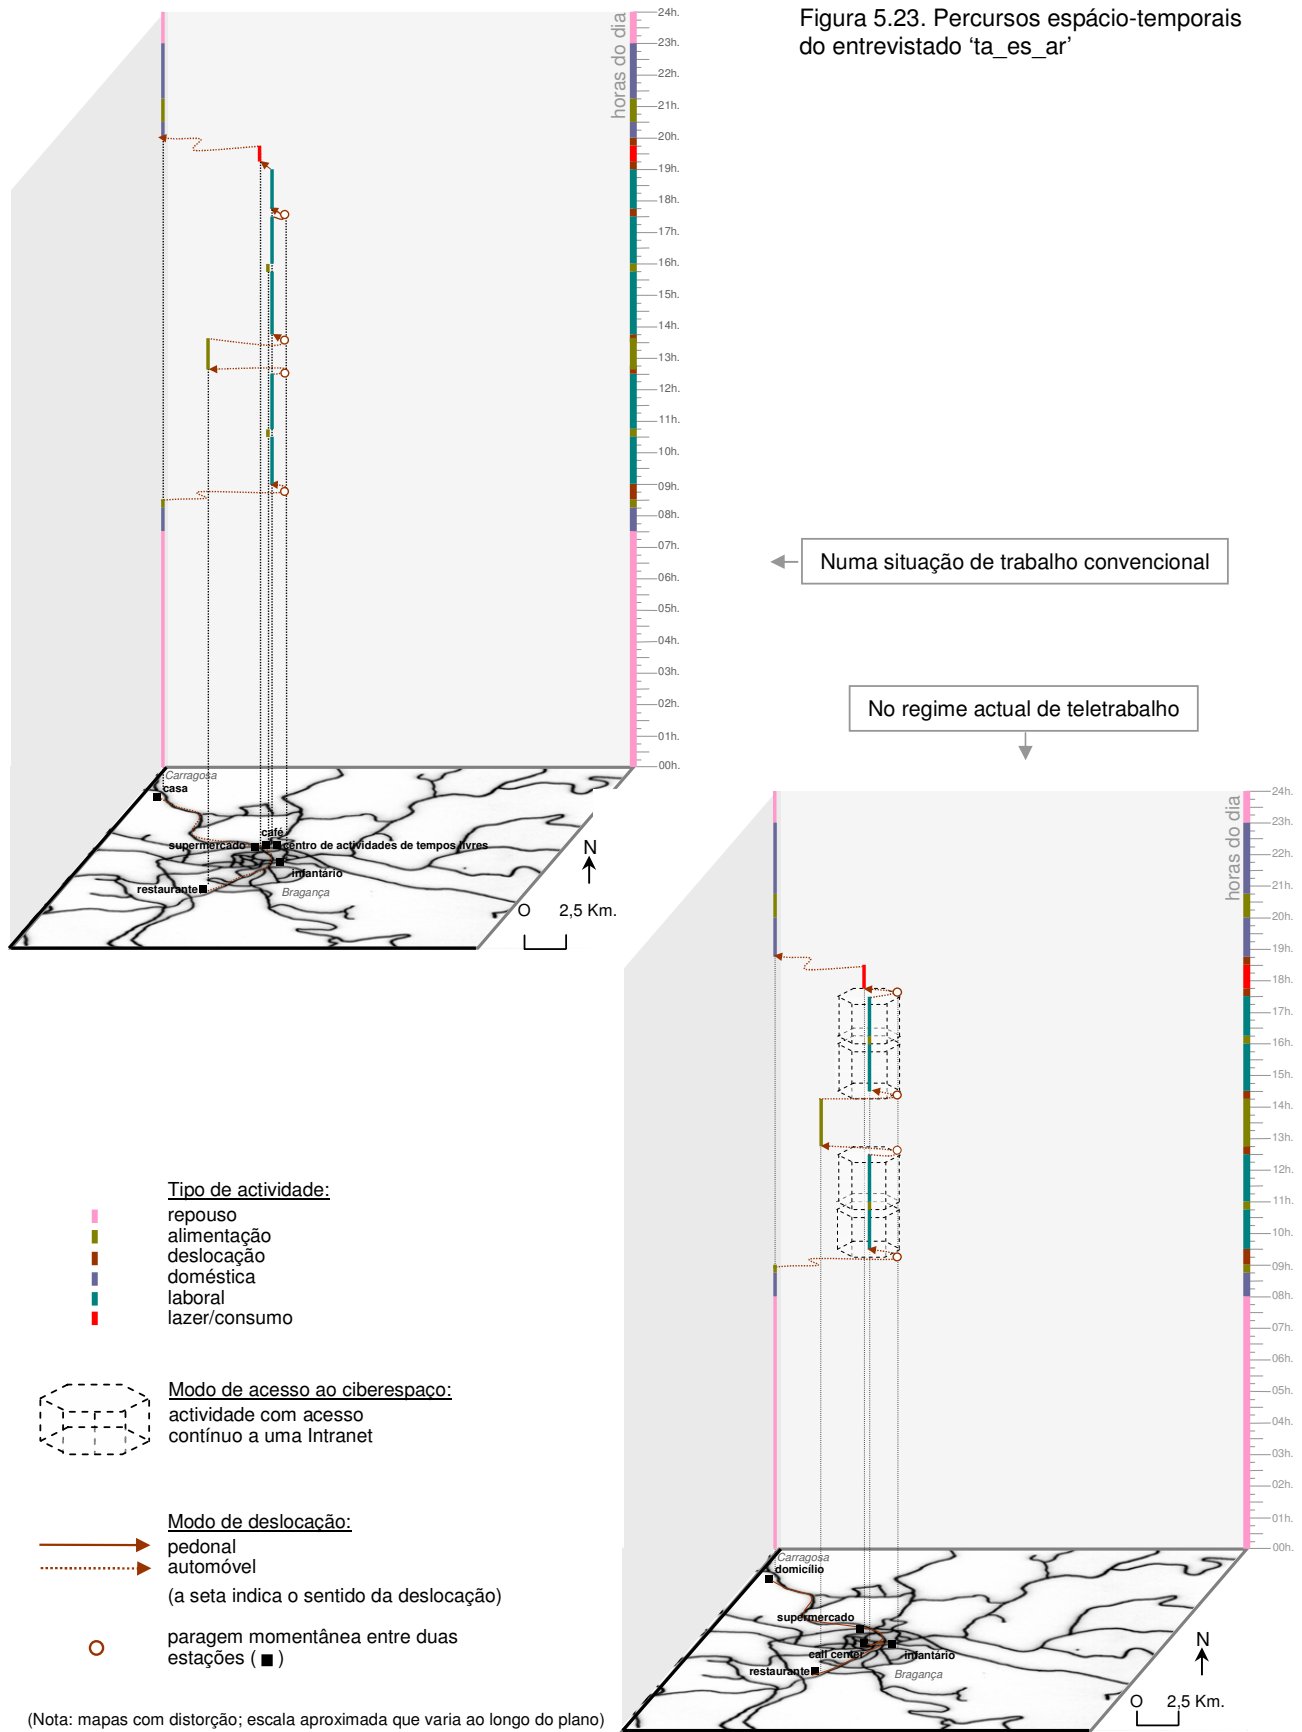 Figura 5.23. Percursos espácio-temporais
do entrevistado ‘ta_es_ar’
horas do dia
24h.
23h.
22h.
21h.
20h.
19h.
18h.
17h.
16h.
15h.
14h.
13h.
12h.
11h.
10h.
09h.
08h.
07h.
06h.
05h.
04h.
03h.
02h.
01h.
00h.
Numa situação de trabalho convencional
No regime actual de teletrabalho
Carragosa
casa
café
supermercado
centro de actividades de tempos livres
infantário
restaurante
Bragança
N
O 2,5 Km.
horas do dia
24h.
23h.
22h.
21h.
20h.
19h.
18h.
17h.
16h.
15h.
14h.
13h.
12h.
11h.
10h.
09h.
08h.
07h.
06h.
05h.
04h.
03h.
02h.
01h.
00h.
Carragosa
domicílio
supermercado
call center
infantário
restaurante
Bragança
N
O 2,5 Km.
Tipo de actividade:
repouso
alimentação
deslocação
doméstica
laboral
lazer/consumo
Modo de acesso ao ciberespaço:
actividade com acesso
contínuo a uma Intranet
Modo de deslocação:
pedonal
automóvel
(a seta indica o sentido da deslocação)
paragem momentânea entre duas
estações ( ■ )
(Nota: mapas com distorção; escala aproximada que varia ao longo do plano)